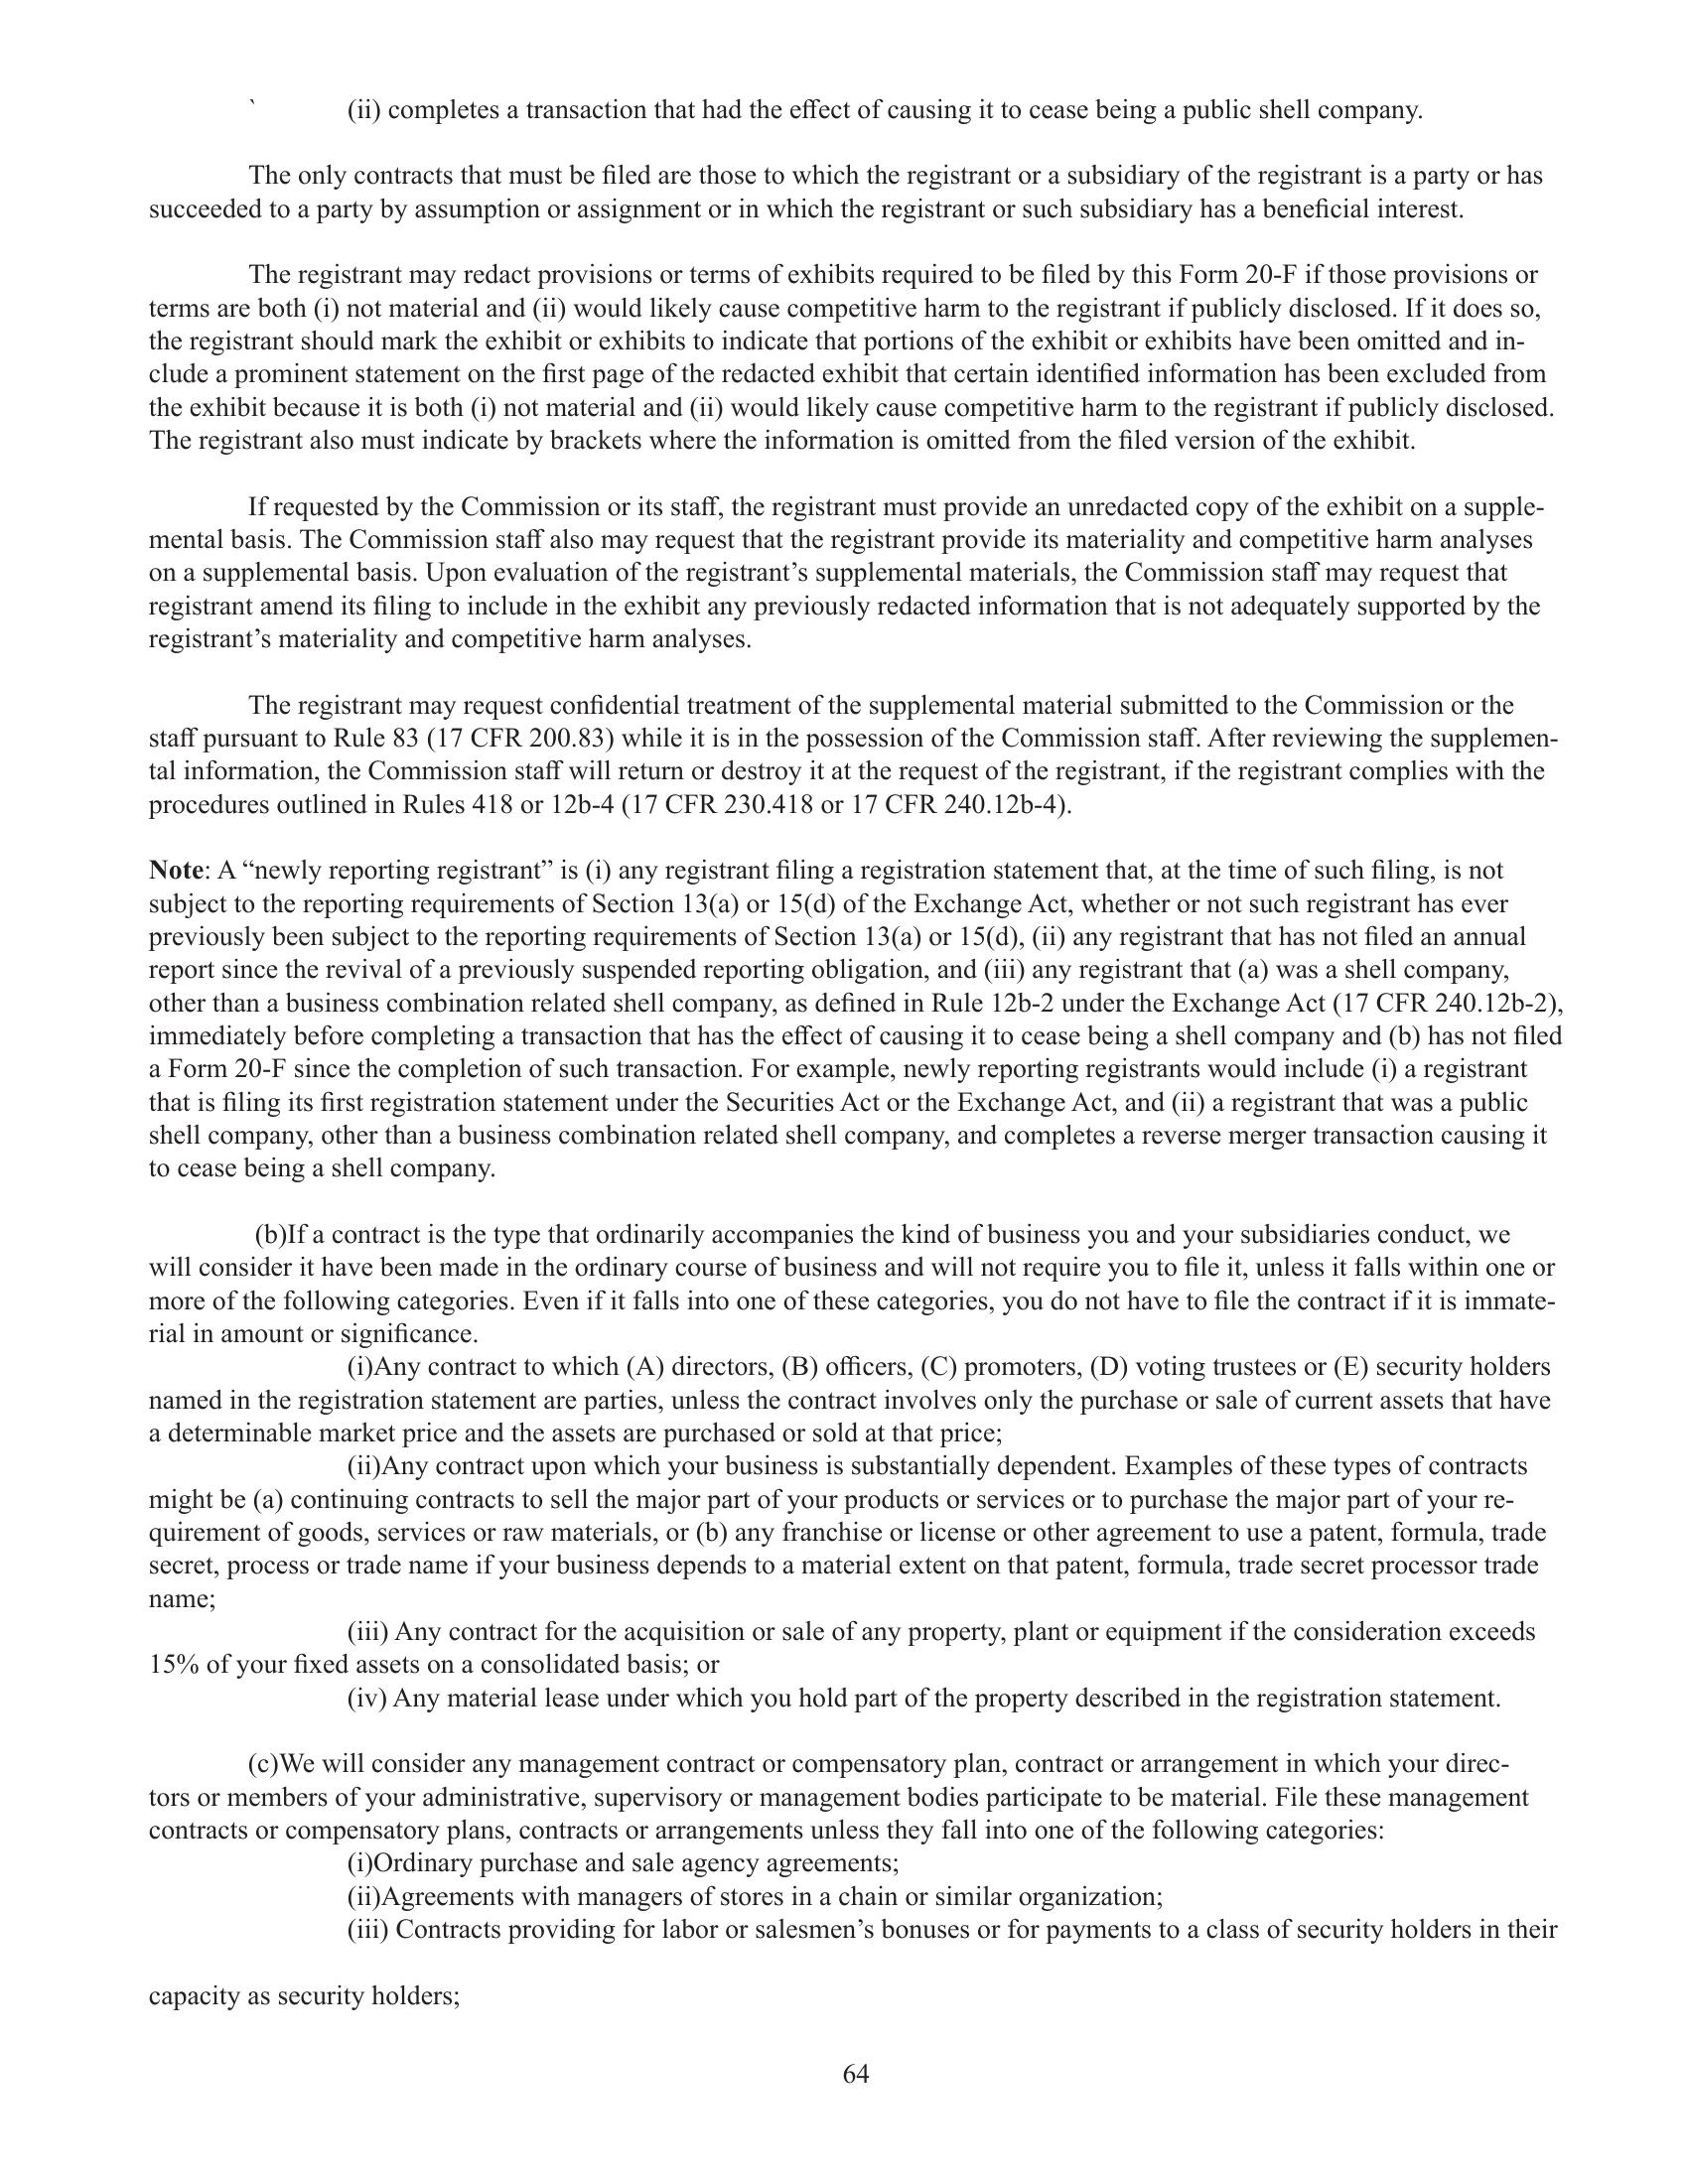 ` (ii) completes a transaction that had the effect of causing it to cease being a public shell company.
The only contracts that must be filed are those to which the registrant or a subsidiary of the registrant is a party or has
succeeded to a party by assumption or assignment or in which the registrant or such subsidiary has a beneficial interest.
The registrant may redact provisions or terms of exhibits required to be filed by this Form 20-F if those provisions or
terms are both (i) not material and (ii) would likely cause competitive harm to the registrant if publicly disclosed. If it does so,
the registrant should mark the exhibit or exhibits to indicate that portions of the exhibit or exhibits have been omitted and in-
clude a prominent statement on the first page of the redacted exhibit that certain identified information has been excluded from
the exhibit because it is both (i) not material and (ii) would likely cause competitive harm to the registrant if publicly disclosed.
The registrant also must indicate by brackets where the information is omitted from the filed version of the exhibit.
If requested by the Commission or its staff, the registrant must provide an unredacted copy of the exhibit on a supple-
mental basis. The Commission staff also may request that the registrant provide its materiality and competitive harm analyses
on a supplemental basis. Upon evaluation of the registrant’s supplemental materials, the Commission staff may request that
registrant amend its filing to include in the exhibit any previously redacted information that is not adequately supported by the
registrant’s materiality and competitive harm analyses.
The registrant may request confidential treatment of the supplemental material submitted to the Commission or the
staff pursuant to Rule 83 (17 CFR 200.83) while it is in the possession of the Commission staff. After reviewing the supplemen-
tal information, the Commission staff will return or destroy it at the request of the registrant, if the registrant complies with the
procedures outlined in Rules 418 or 12b-4 (17 CFR 230.418 or 17 CFR 240.12b-4).
Note: A “newly reporting registrant” is (i) any registrant filing a registration statement that, at the time of such filing, is not
subject to the reporting requirements of Section 13(a) or 15(d) of the Exchange Act, whether or not such registrant has ever
previously been subject to the reporting requirements of Section 13(a) or 15(d), (ii) any registrant that has not filed an annual
report since the revival of a previously suspended reporting obligation, and (iii) any registrant that (a) was a shell company,
other than a business combination related shell company, as defined in Rule 12b-2 under the Exchange Act (17 CFR 240.12b-2),
immediately before completing a transaction that has the effect of causing it to cease being a shell company and (b) has not filed
a Form 20-F since the completion of such transaction. For example, newly reporting registrants would include (i) a registrant
that is filing its first registration statement under the Securities Act or the Exchange Act, and (ii) a registrant that was a public
shell company, other than a business combination related shell company, and completes a reverse merger transaction causing it
to cease being a shell company.
(b)If a contract is the type that ordinarily accompanies the kind of business you and your subsidiaries conduct, we
will consider it have been made in the ordinary course of business and will not require you to file it, unless it falls within one or
more of the following categories. Even if it falls into one of these categories, you do not have to file the contract if it is immate-
rial in amount or significance.
(i)Any contract to which (A) directors, (B) officers, (C) promoters, (D) voting trustees or (E) security holders
named in the registration statement are parties, unless the contract involves only the purchase or sale of current assets that have
a determinable market price and the assets are purchased or sold at that price;
(ii)Any contract upon which your business is substantially dependent. Examples of these types of contracts
might be (a) continuing contracts to sell the major part of your products or services or to purchase the major part of your re-
quirement of goods, services or raw materials, or (b) any franchise or license or other agreement to use a patent, formula, trade
secret, process or trade name if your business depends to a material extent on that patent, formula, trade secret processor trade
name;
(iii) Any contract for the acquisition or sale of any property, plant or equipment if the consideration exceeds
15% of your fixed assets on a consolidated basis; or
(iv) Any material lease under which you hold part of the property described in the registration statement.
(c)We will consider any management contract or compensatory plan, contract or arrangement in which your direc-
tors or members of your administrative, supervisory or management bodies participate to be material. File these management
contracts or compensatory plans, contracts or arrangements unless they fall into one of the following categories:
(i)Ordinary purchase and sale agency agreements;
(ii)Agreements with managers of stores in a chain or similar organization;
(iii) Contracts providing for labor or salesmen’s bonuses or for payments to a class of security holders in their
capacity as security holders;
64